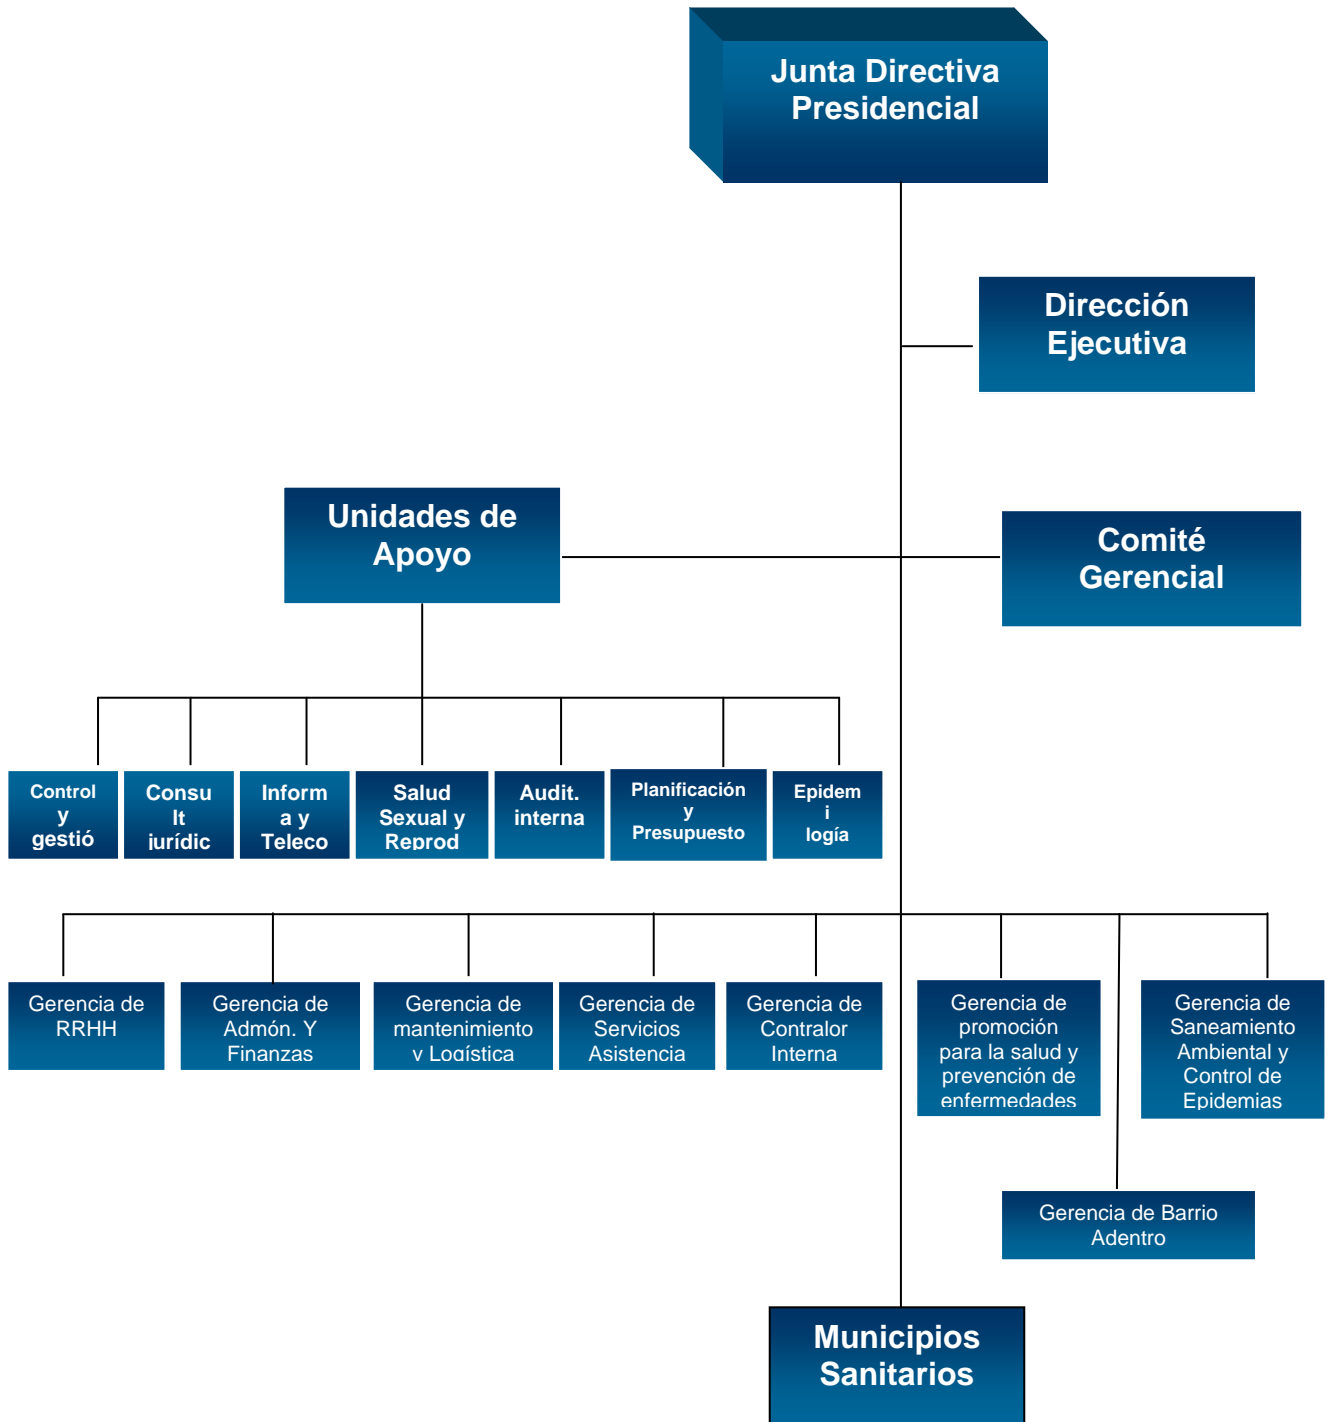 Junta Directiva
Presidencial
Dirección
Ejecutiva
Unidades de
Apoyo
Comité
Gerencial
Control
y
gestió
Consu
lt
jurídic
Inform
a y
Teleco
Salud
Sexual y
Reprod
Audit.
interna
Planificación
y
Presupuesto
Epidem
i
logía
Gerencia de
RRHH
Gerencia de
Admón. Y
Finanzas
Gerencia de
mantenimiento
y Logística
Gerencia de
Servicios
Asistencia
Gerencia de
Contralor
Interna
Gerencia de
promoción
para la salud y
prevención de
enfermedades
Gerencia de
Saneamiento
Ambiental y
Control de
Epidemias
Gerencia de Barrio
Adentro
Municipios
Sanitarios